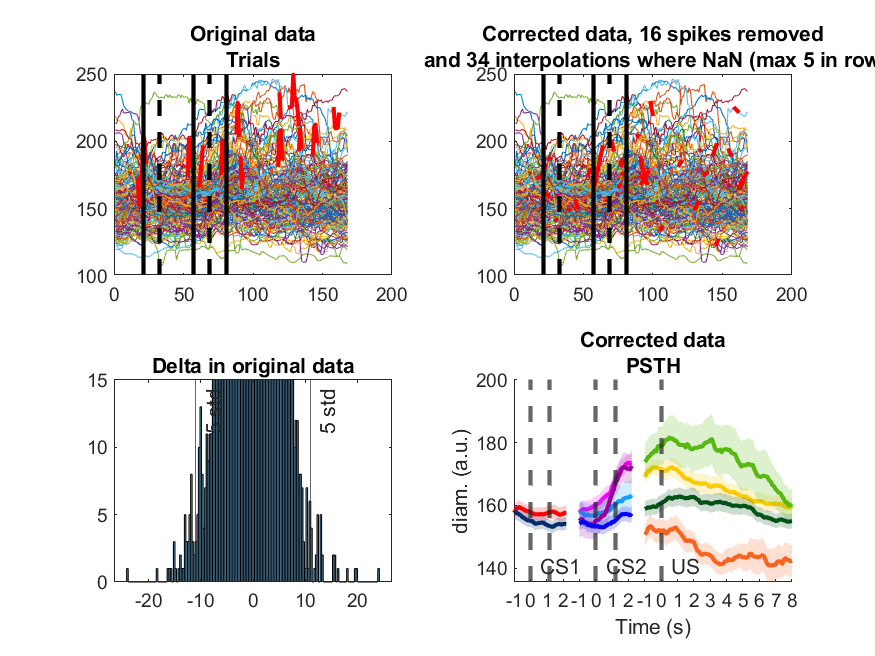 Original data
Trials
250
200
150
100
0
50
100
150
200
Corrected data, 16 spikes removed
and 34 interpolations where NaN (max 5 in row
250
200
150
100
0
50
100
150
200
Delta in original data
15
10
5
0
-20
-10
0
10
20
5 std
5 std
Corrected data
PSTH
200
180
160
140
diam. (a.u.)
CS1
CS2
US
-1 0 1 2 -1 0 1 2 -1 0 1 2 3 4 5 6 7 8
Time (s)